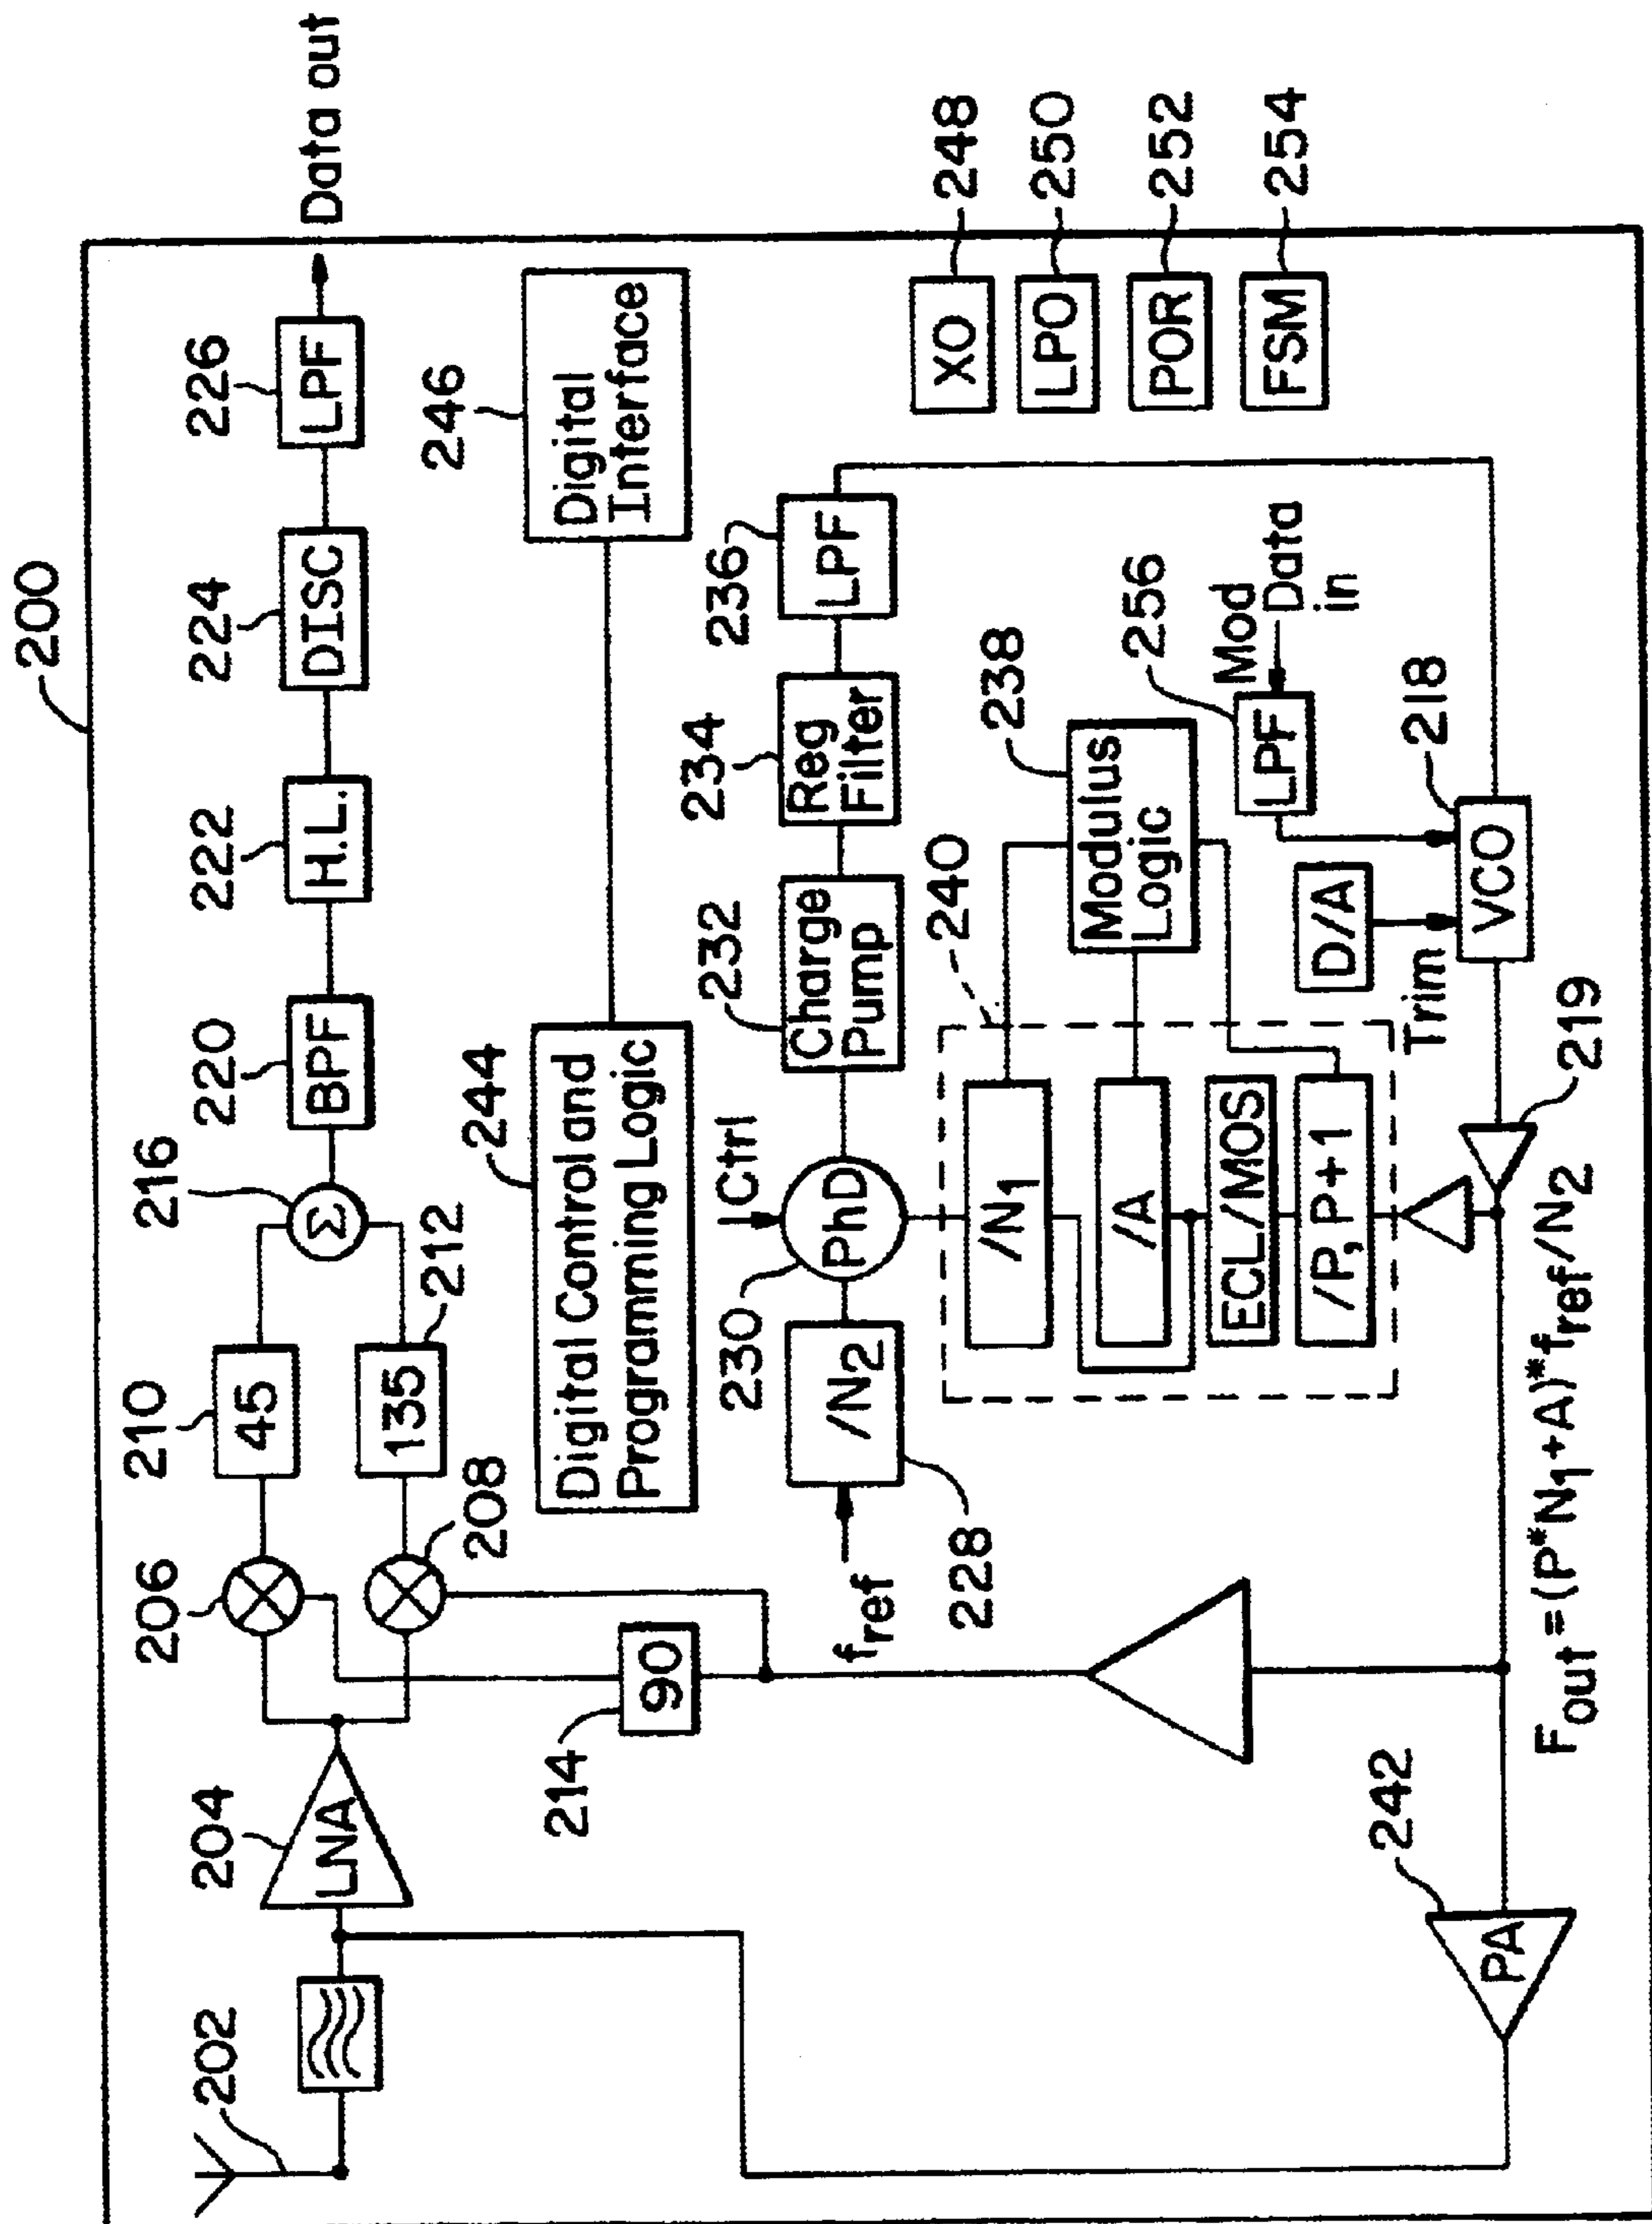 200
202
204
LNA
206
208
210
45
135
212
214
90
216
Σ
220
BPF
222
H.L.
224
DISC
226
LPF
Data out
244
Digital Control and
Programming Logic
246
Digital
Interface
fref
228
/N2
230
PhD
Ctrl
232
Charge
Pump
234
Reg
Filter
236
LPF
238
Modulus
Logic
240
/N1
/A
ECL/MOS
/P, P+1
256
LPF
Mod
Data
in
D/A
Trim
VCO
218
219
242
PA
Fout=(P*N1+A)*fref/N2
XO
248
LPO
250
POR
252
FSM
254